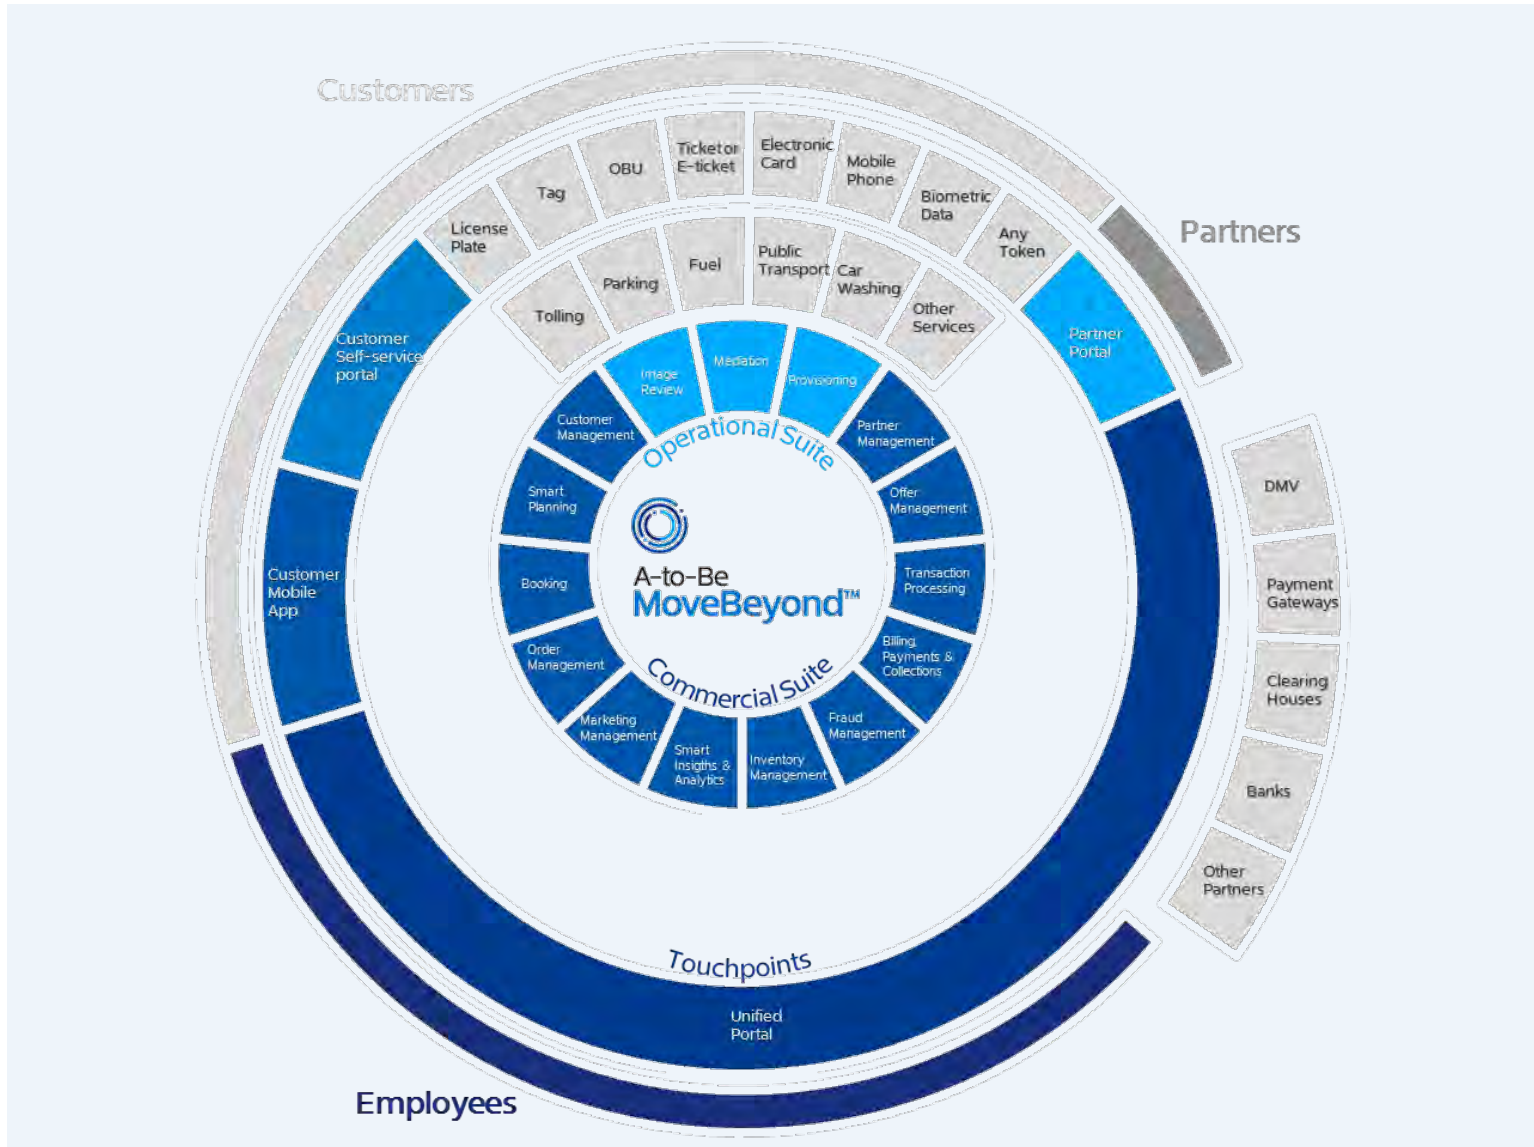 Customers
Partners
Employees
License
Plate
Tag
OBU
Ticket or
E-ticket
Electronic
Card
Mobile
Phone
Biometric
Data
Any
Token
Tolling
Parking
Fuel
Public
Transport
Car
Washing
Other
Services
Customer
Self-service
portal
Customer
Mobile
App
Partner
Portal
Image
Review
Mediation
Provisioning
Operational Suite
Customer
Management
Smart
Planning
Booking
Order
Management
Marketing
Management
Smart
Insigths &
Analytics
Inventory
Management
Fraud
Management
Billing,
Payments &
Collections
Transaction
Processing
Offer
Management
Partner
Management
A-to-Be
MoveBeyond™
Commercial Suite
DMV
Payment
Gateways
Clearing
Houses
Banks
Other
Partners
Touchpoints
Unified
Portal